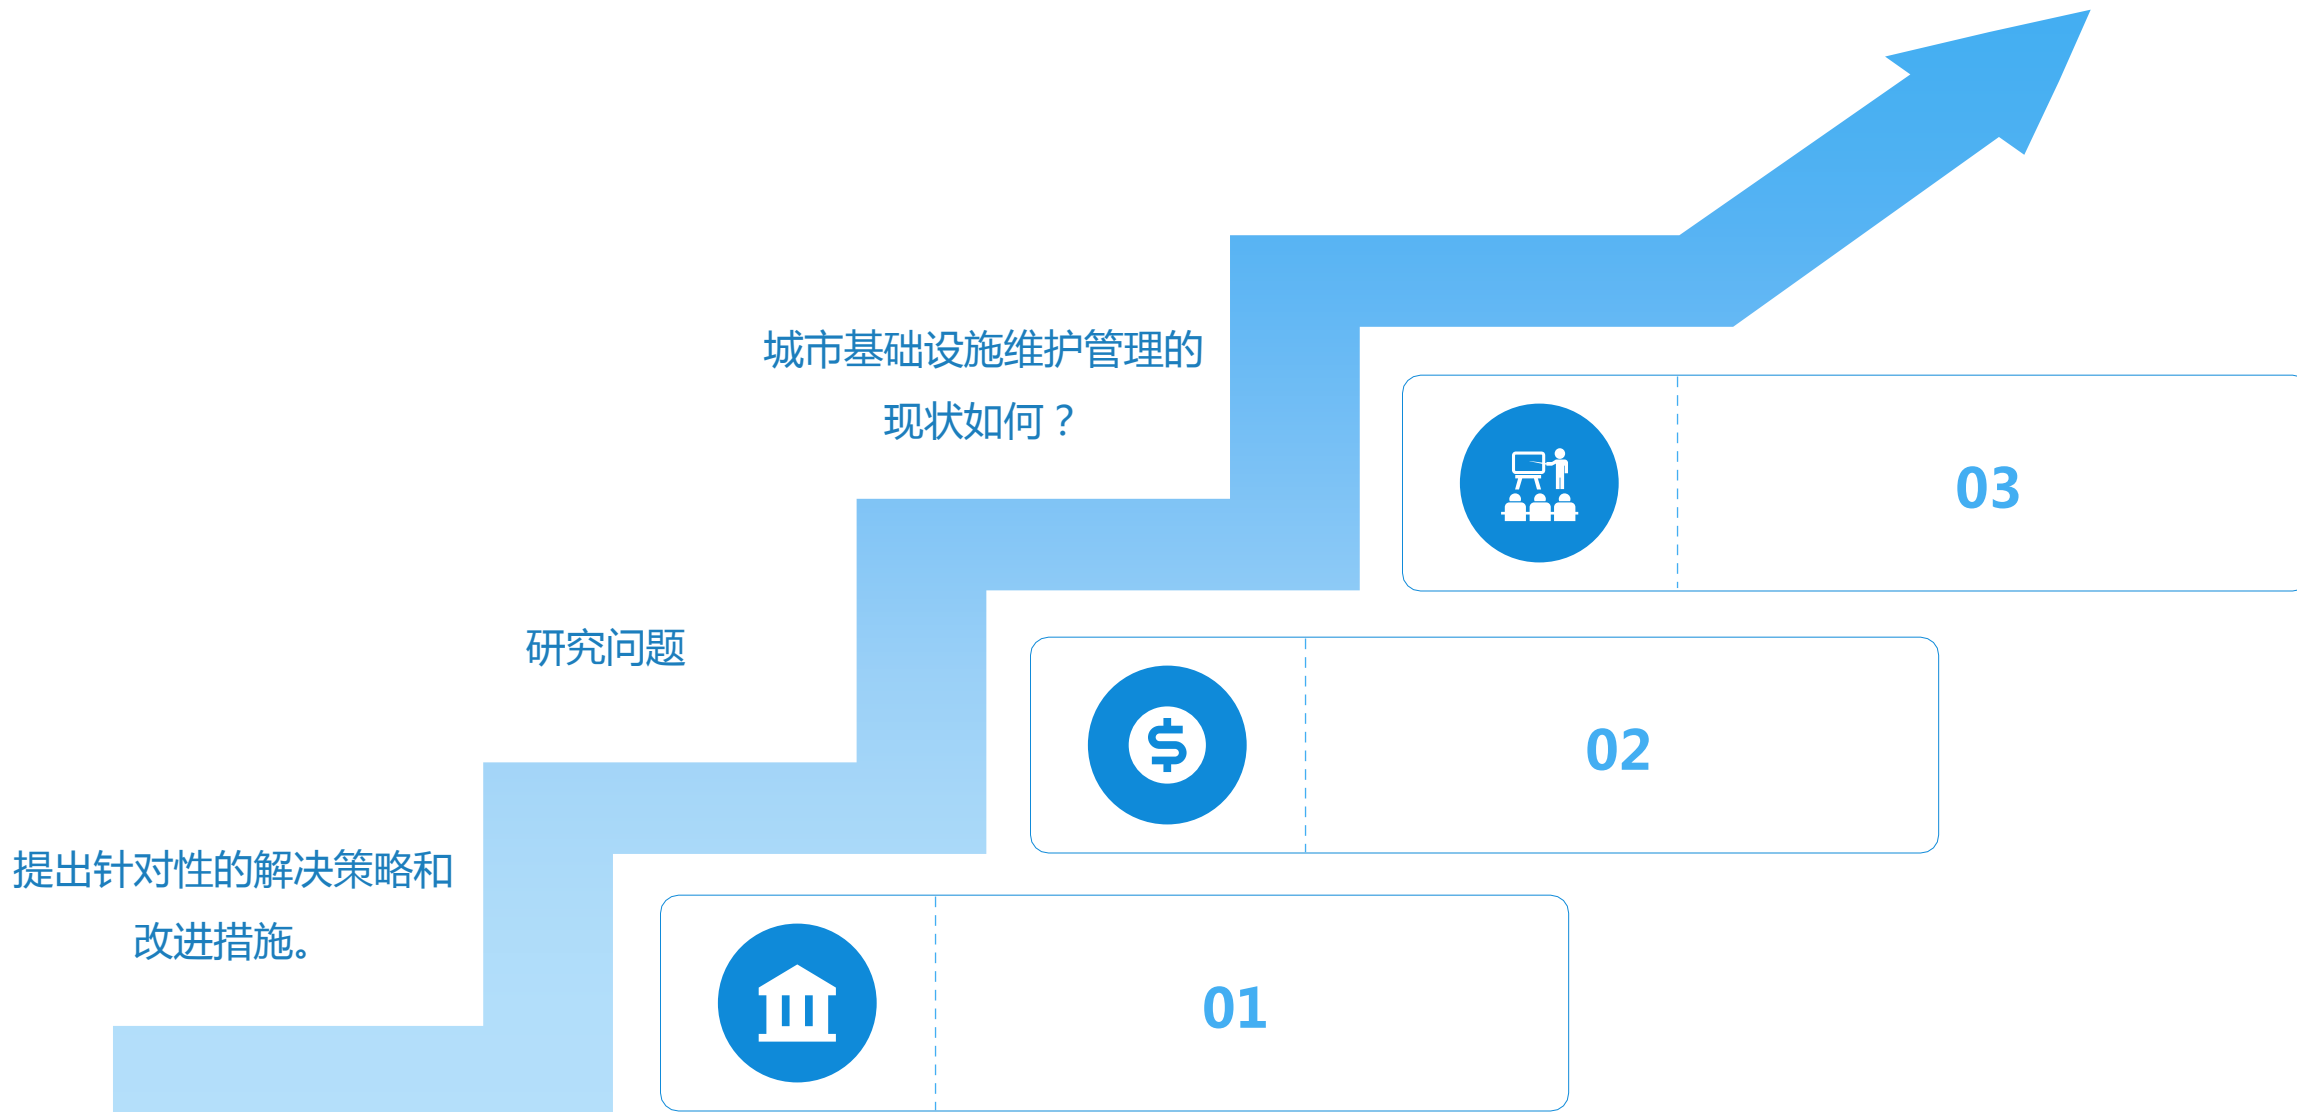 城市基础设施维护管理的
现状如何？
03
研究问题
02
提出针对性的解决策略和
改进措施。
01